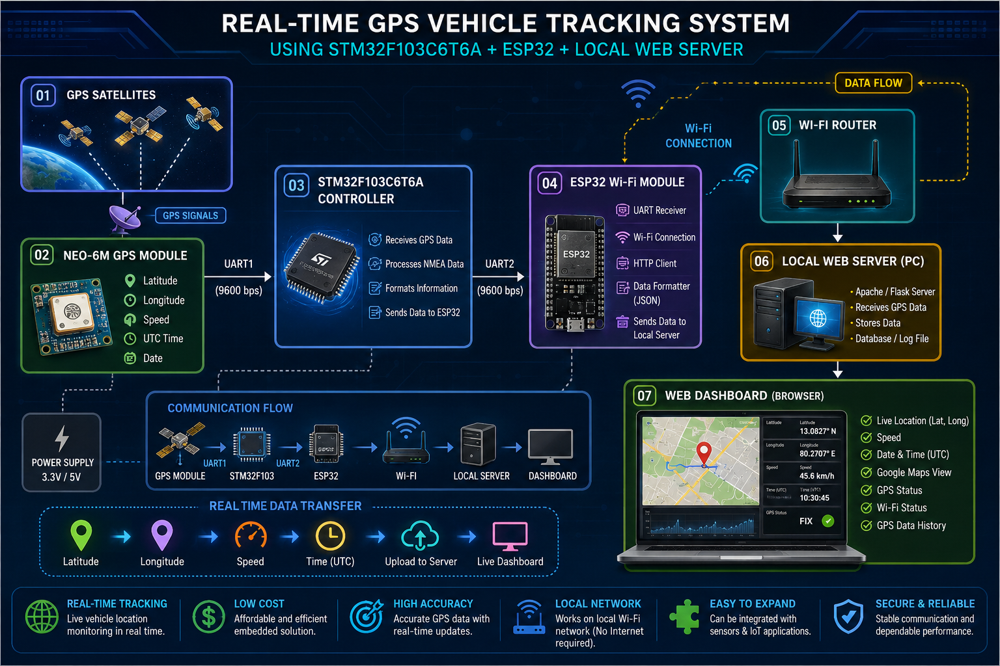 REAL-TIME GPS VEHICLE TRACKING SYSTEM
USING STM32F103C6T6A + ESP32 + LOCAL WEB SERVER
01
GPS SATELLITES
GPS SIGNALS
02
NEO-6M GPS MODULE
Latitude
Longitude
Speed
UTC Time
Date
UART1
(9600 bps)
03
STM32F103C6T6A
CONTROLLER
ST
Receives GPS Data
Processes NMEA Data
Formats Information
Sends Data to ESP32
UART2
(9600 bps)
04
ESP32 Wi-Fi MODULE
ESP32
UART Receiver
Wi-Fi Connection
HTTP Client
Data Formatter
(JSON)
Sends Data to
Local Server
DATA FLOW
Wi-Fi
CONNECTION
05
WI-FI ROUTER
06
LOCAL WEB SERVER (PC)
• Apache / Flask Server
• Receives GPS Data
• Stores Data
• Database / Log File
07
WEB DASHBOARD (BROWSER)
Latitude
13.0827° N
Longitude
Longitude
80.2707° E
Speed
Speed
45.6 km/h
Time (UTC)
10:30:45
GPS Status
FIX
Live Location (Lat, Long)
Speed
Date & Time (UTC)
Google Maps View
GPS Status
Wi-Fi Status
GPS Data History
POWER SUPPLY
3.3V / 5V
COMMUNICATION FLOW
UART1
UART2
GPS MODULE
STM32F103
ESP32
WI-FI
LOCAL SERVER
DASHBOARD
REAL TIME DATA TRANSFER
Latitude
Longitude
Speed
Time (UTC)
Upload to Server
Live Dashboard
REAL-TIME TRACKING
Live vehicle location
monitoring in real time.
LOW COST
Affordable and efficient
embedded solution.
HIGH ACCURACY
Accurate GPS data with
real-time updates.
LOCAL NETWORK
Works on local Wi-Fi
network (No Internet
required).
EASY TO EXPAND
Can be integrated with
sensors & IoT applications.
SECURE & RELIABLE
Stable communication and
dependable performance.